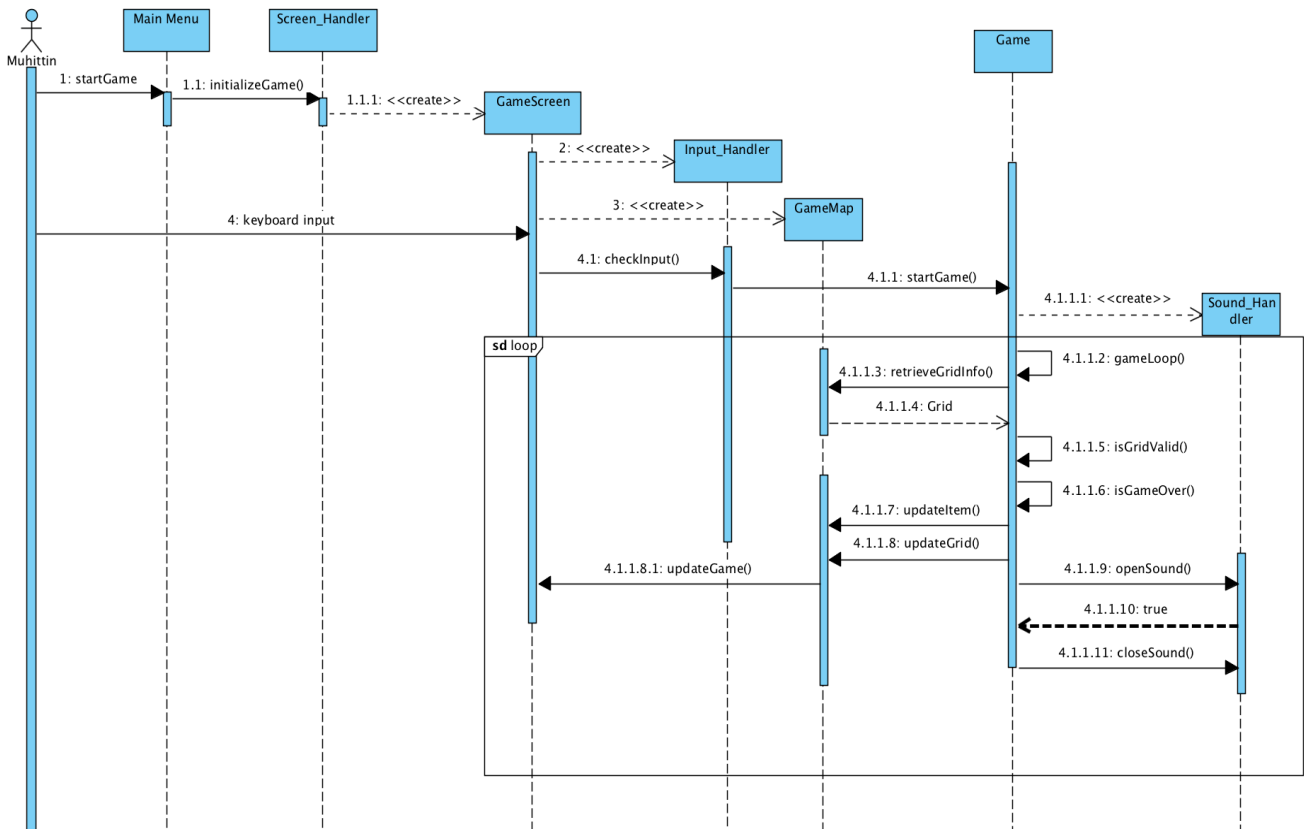 Main Menu
Screen_Handler
Game
Muhittin
1: startGame
1.1: initializeGame()
1.1.1: <<create>>
GameScreen
2: <<create>>
Input_Handler
3: <<create>>
GameMap
4: keyboard input
4.1: checkInput()
4.1.1: startGame()
4.1.1.1: <<create>>
Sound_Han
dler
sd loop
4.1.1.2: gameLoop()
4.1.1.3: retrieveGridInfo()
4.1.1.4: Grid
4.1.1.5: isGridValid()
4.1.1.6: isGameOver()
4.1.1.7: updateItem()
4.1.1.8: updateGrid()
4.1.1.8.1: updateGame()
4.1.1.9: openSound()
4.1.1.10: true
4.1.1.11: closeSound()